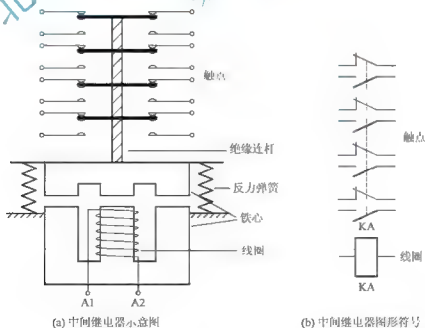 触点
绝缘连杆
反力弹簧
铁心
线圈
A1 A2
(a) 中间继电器示意图
触点
KA
线圈
KA
(b) 中间继电器图形符号